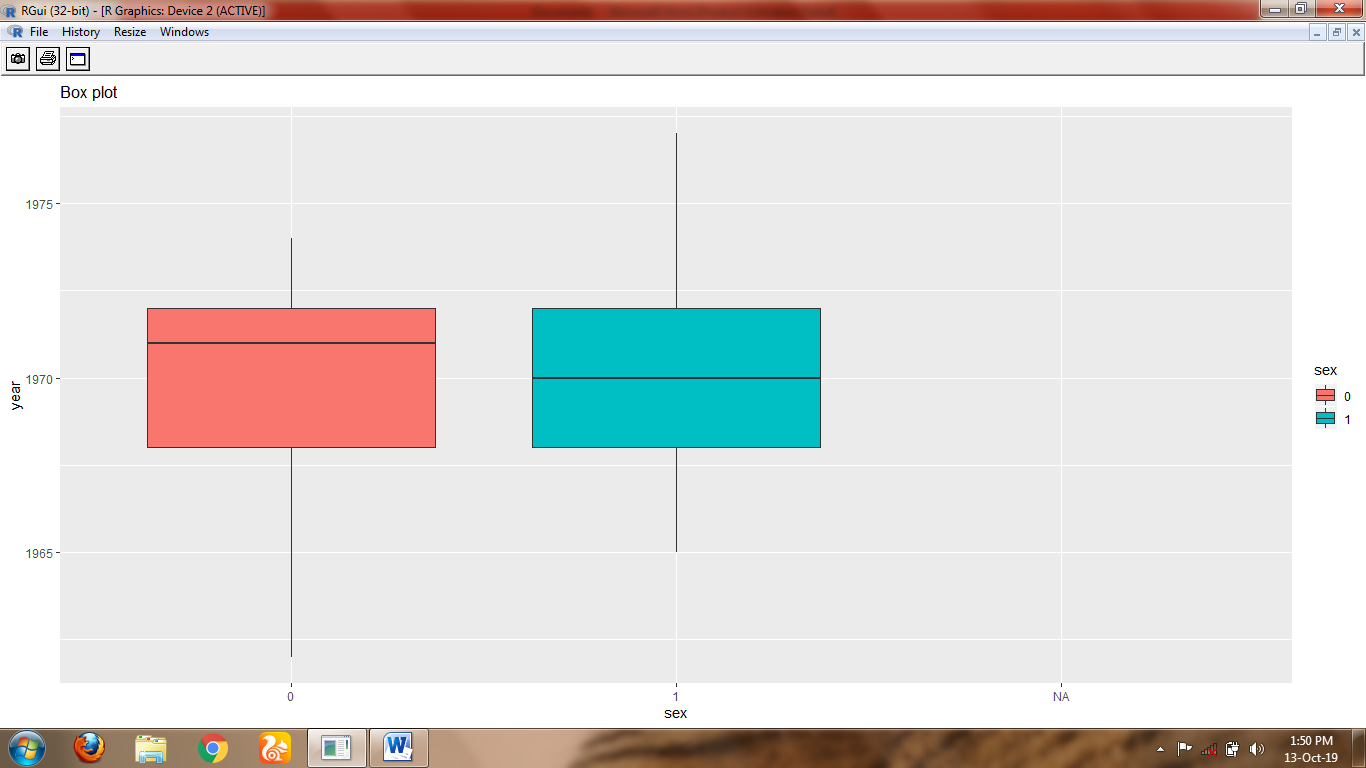 RGui (32-bit) - [R Graphics: Device 2 (ACTIVE)]
File History Resize Windows
Box plot
1975
1970
1965
year
0 1 NA
sex
sex
0
1
1:50 PM
13-Oct-19